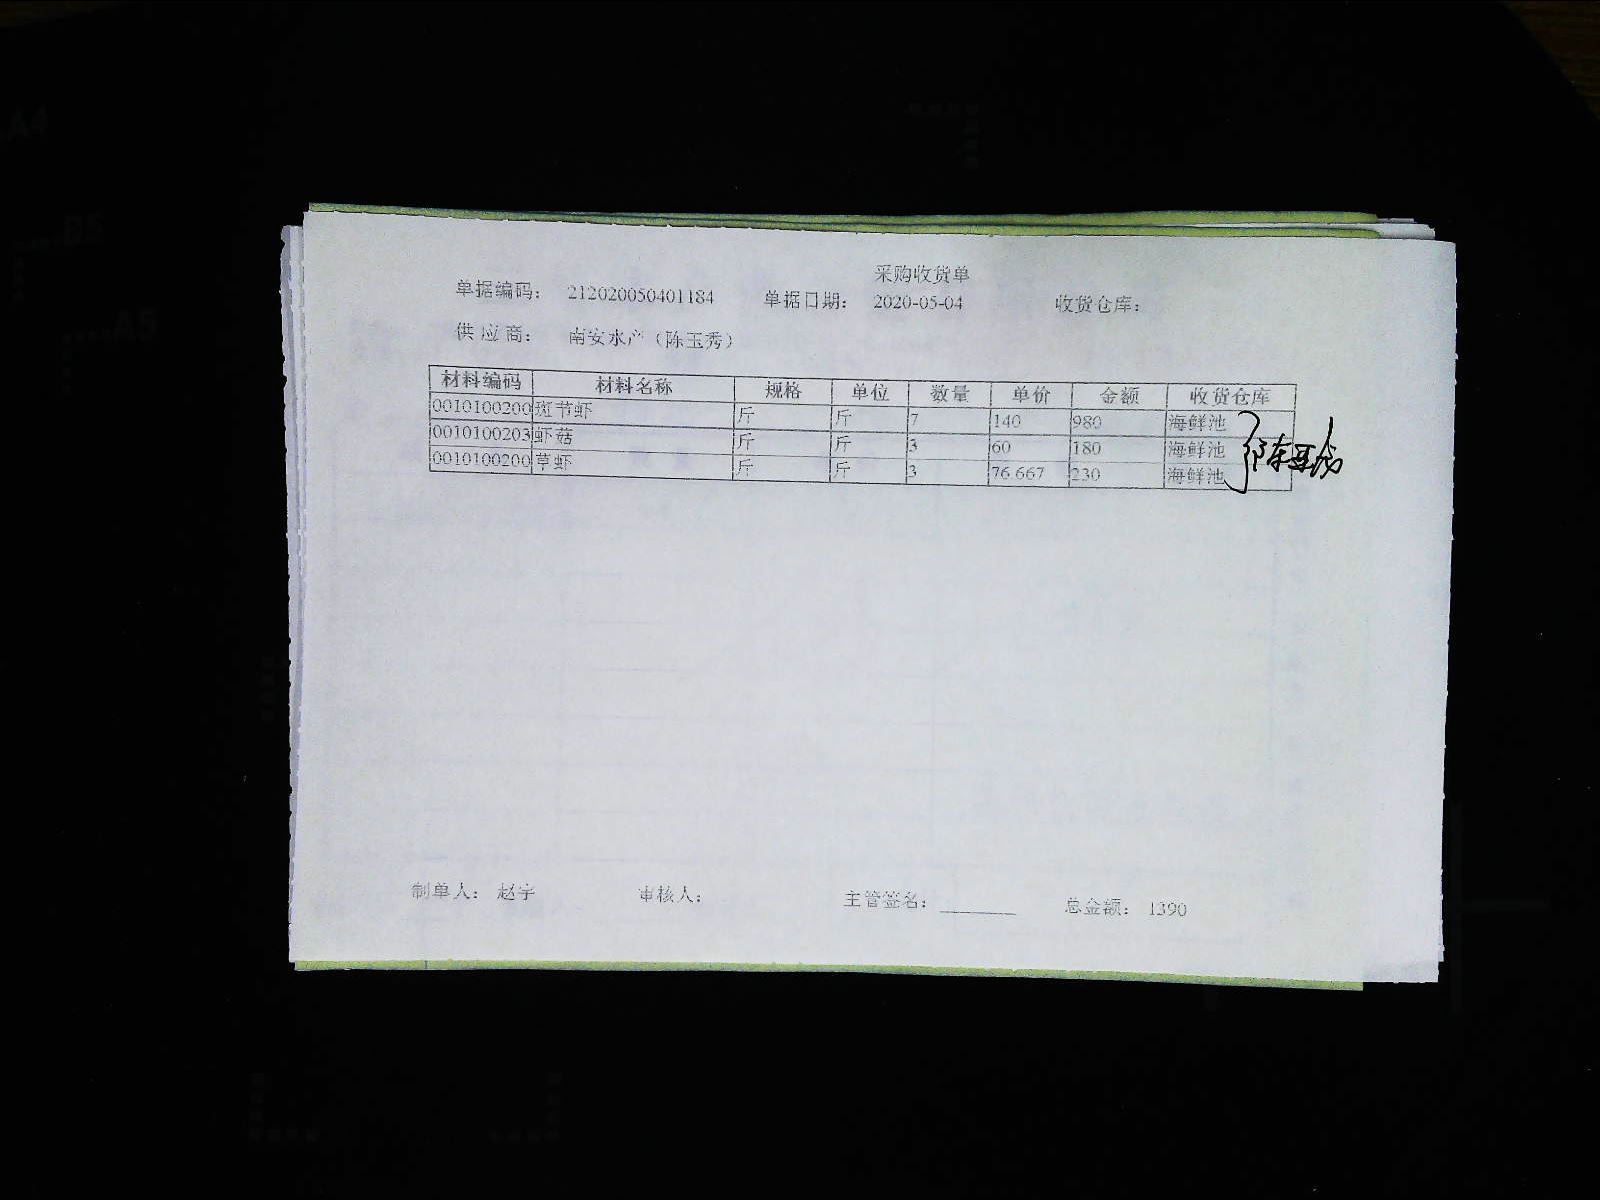 采购收货单
单据编码: 212020050401184 单据日期: 2020-05-04 收货仓库:
供应商: 南安水产（陈玉秀）
材料编码 材料名称 规格 单位 数量 单价 金额 收货仓库
0010100200 斑节虾 斤 斤 7 140 980 海鲜池
0010100203 虾菇 斤 斤 3 60 180 海鲜池
0010100200 草虾 斤 斤 3 76.667 230 海鲜池
制单人: 赵宇 审核人: 主管签名: ________ 总金额: 1390
A4
B5
A5